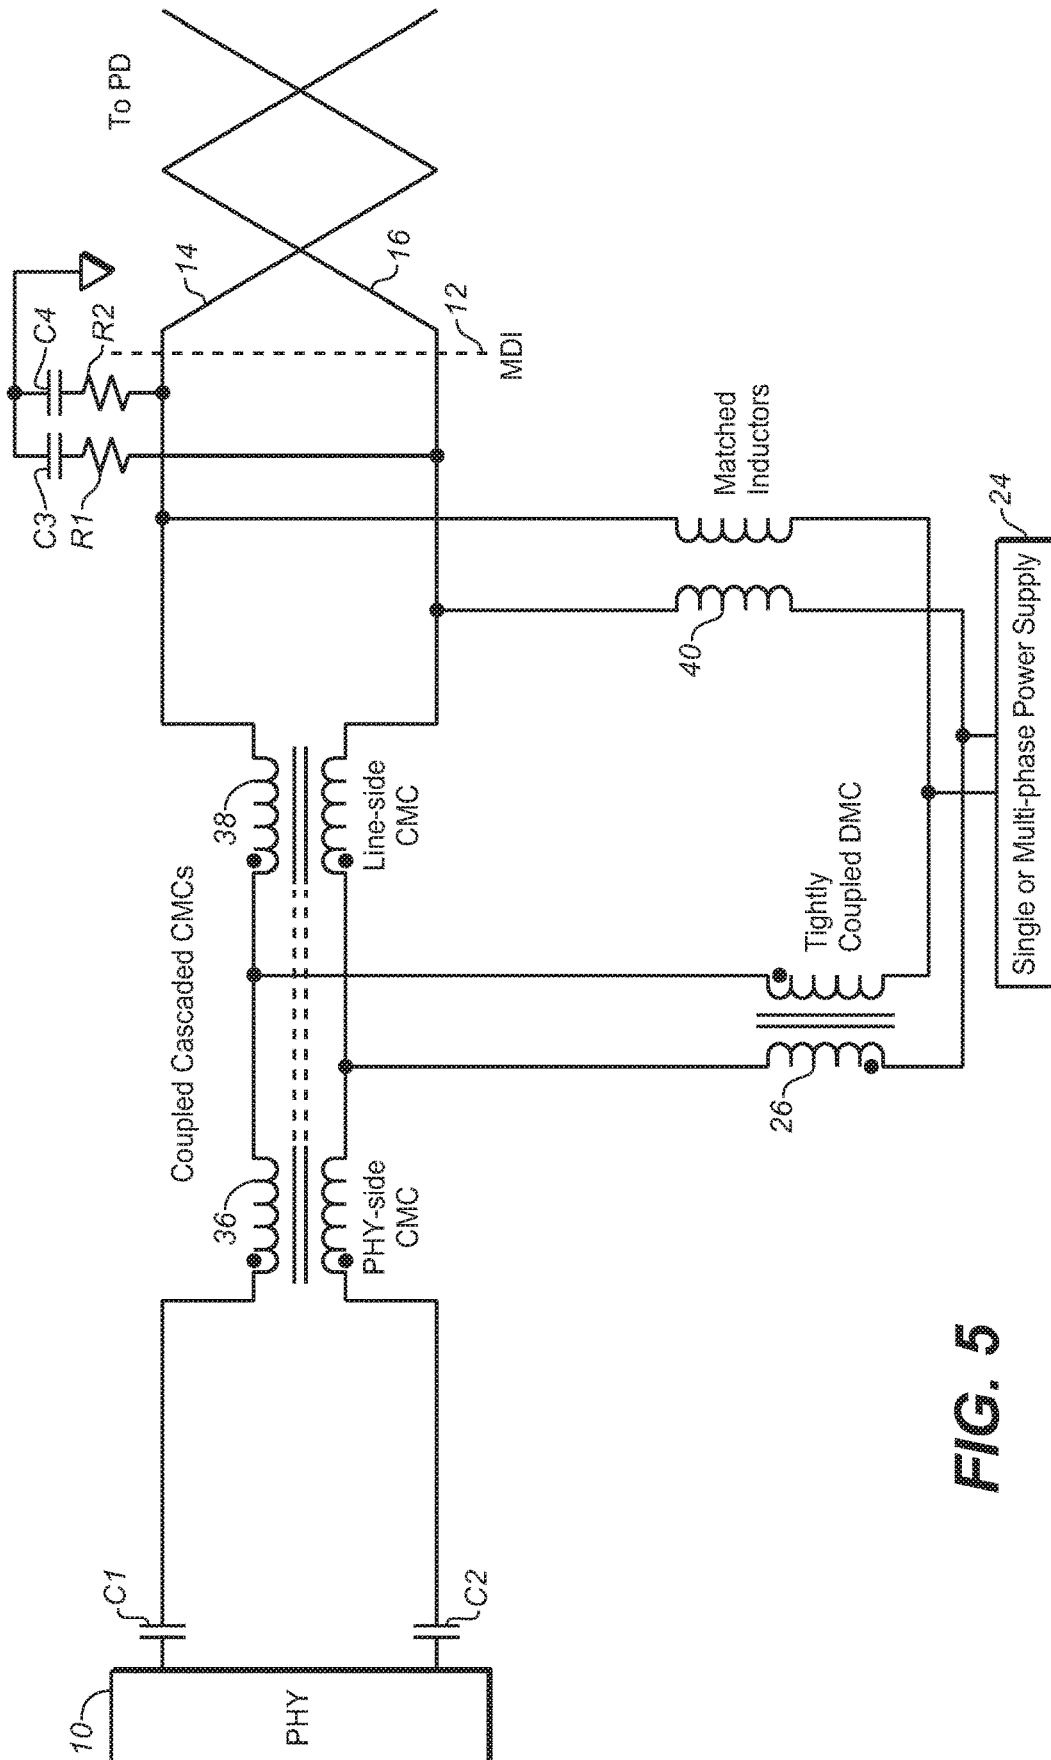 10
PHY
C1
C2
Coupled Cascaded CMCs
36
PHY-side
CMC
38
Line-side
CMC
26
Tightly
Coupled DMC
40
Matched
Inductors
24
Single or Multi-phase Power Supply
C3
R1
C4
R2
14
16
12
MDI
To PD
FIG. 5